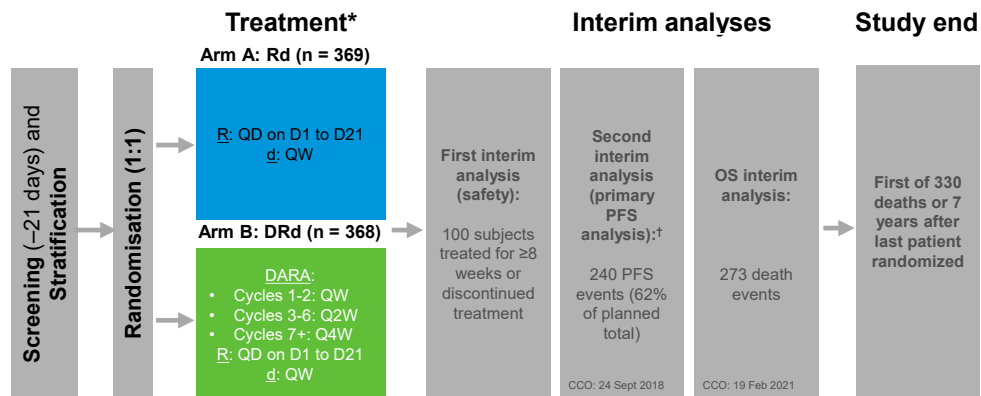 Treatment*
Interim analyses
Study end
Screening (–21 days) and
Stratification
Randomisation (1:1)
Arm A: Rd (n = 369)
R: QD on D1 to D21
d: QW
Arm B: DRd (n = 368)
DARA:
• Cycles 1-2: QW
• Cycles 3-6: Q2W
• Cycles 7+: Q4W
R: QD on D1 to D21
d: QW
First interim
analysis
(safety):
100 subjects
treated for ≥8
weeks or
discontinued
treatment
Second
interim
analysis
(primary
PFS
analysis):†
240 PFS
events (62%
of planned
total)
CCO: 24 Sept 2018
OS interim
analysis:
273 death
events
CCO: 19 Feb 2021
First of 330
deaths or 7
years after
last patient
randomized